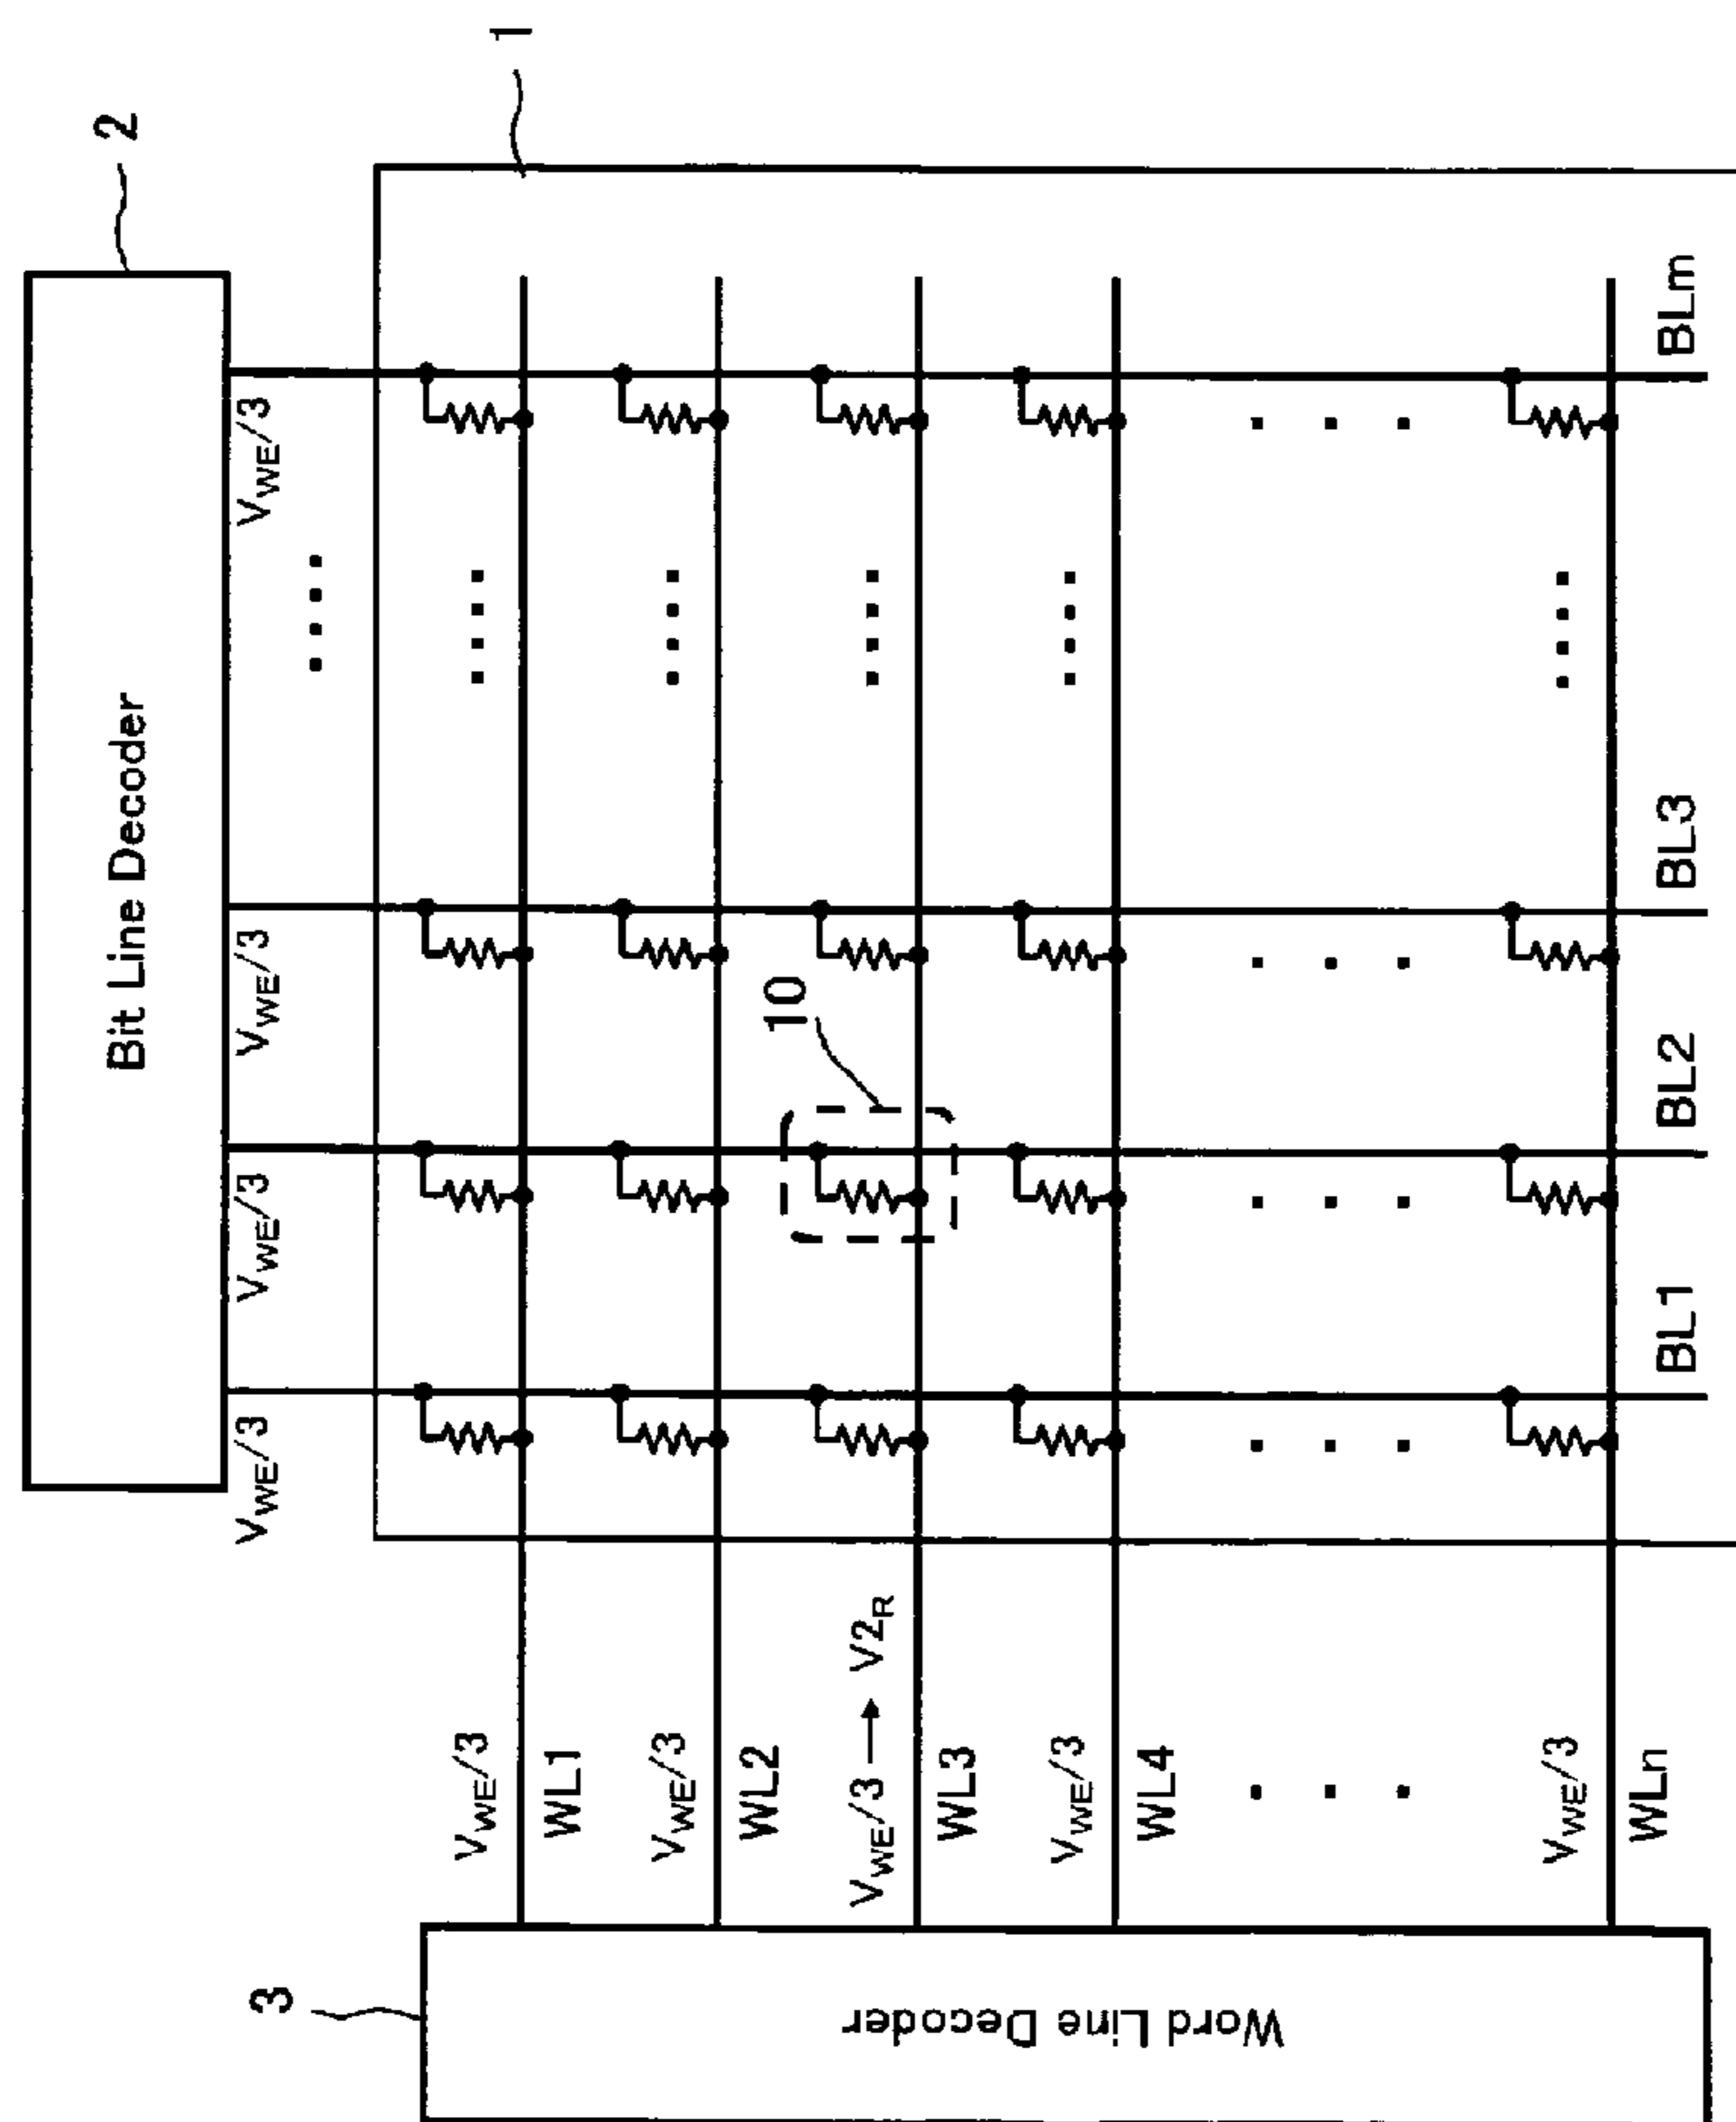 2
Bit Line Decoder
3
V_WE/3 V_WE/3 V_WE/3 .... V_WE/3
1
V_WE/3
WL1
V_WE/3
WL2
10
V_WE/3 → V2_R
WL3
Word Line Decoder
V_WE/3
WL4
V_WE/3
WLn
BL1 BL2 BL3 BLm